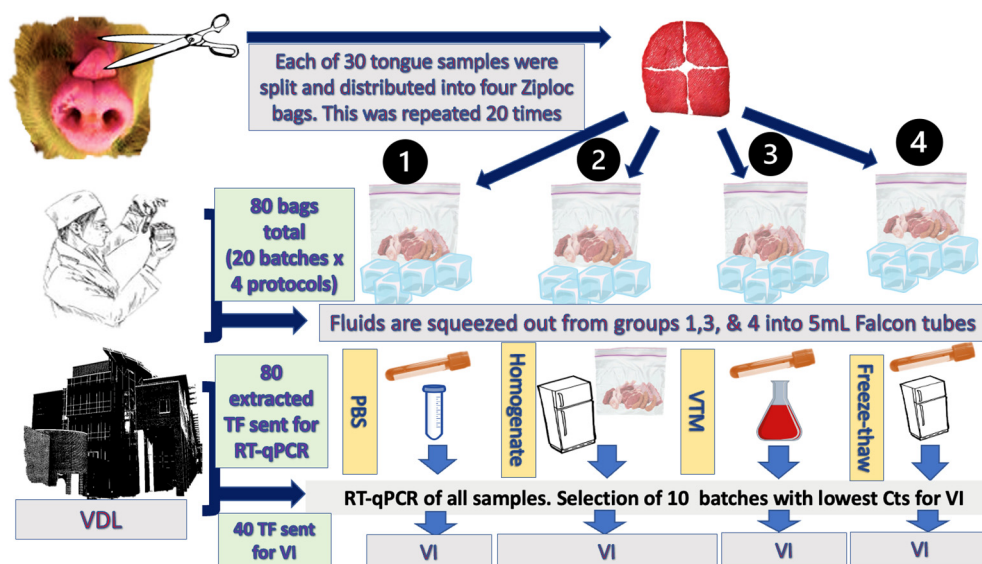 Each of 30 tongue samples were
split and distributed into four Ziploc
bags. This was repeated 20 times
1
2
3
4
80 bags
total
(20 batches x
4 protocols)
Fluids are squeezed out from groups 1,3, & 4 into 5mL Falcon tubes
80
extracted
TF sent for
RT-qPCR
PBS
Homogenate
VTM
Freeze-thaw
RT-qPCR of all samples. Selection of 10 batches with lowest Cts for VI
VDL
40 TF sent
for VI
VI
VI
VI
VI